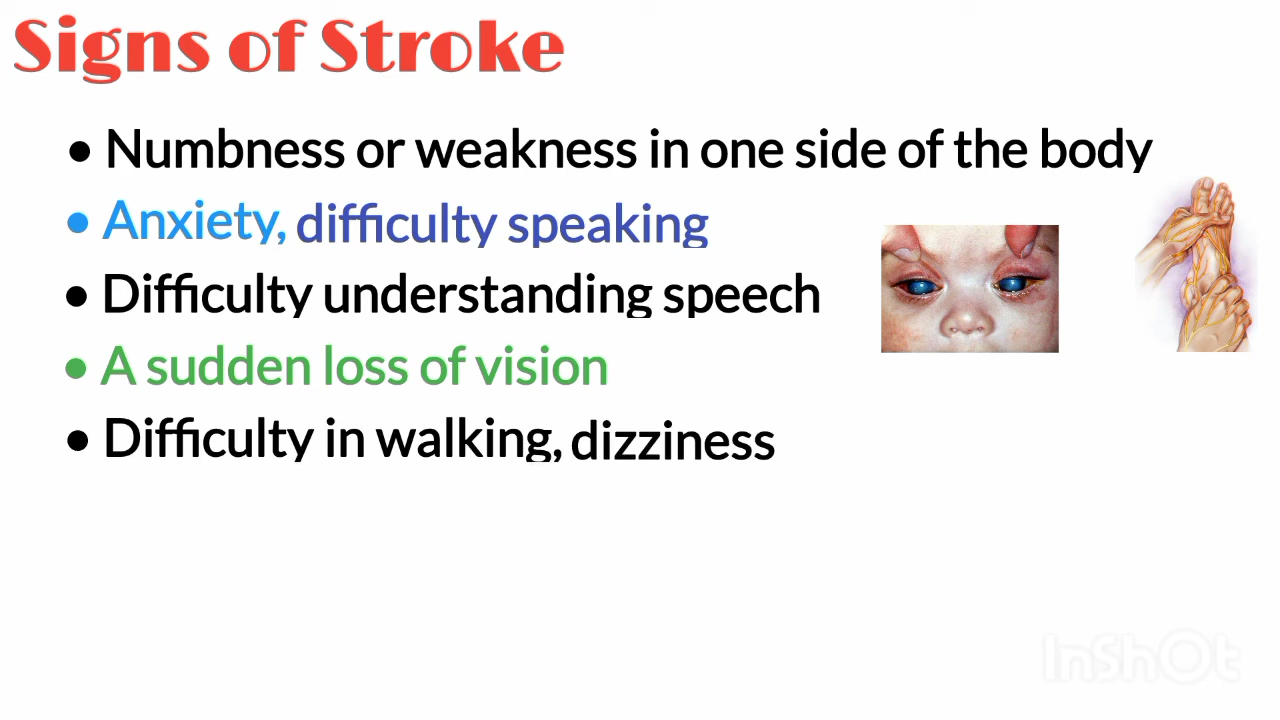 Signs of Stroke
• Numbness or weakness in one side of the body
• Anxiety, difficulty speaking
• Difficulty understanding speech
• A sudden loss of vision
• Difficulty in walking, dizziness
InShOt